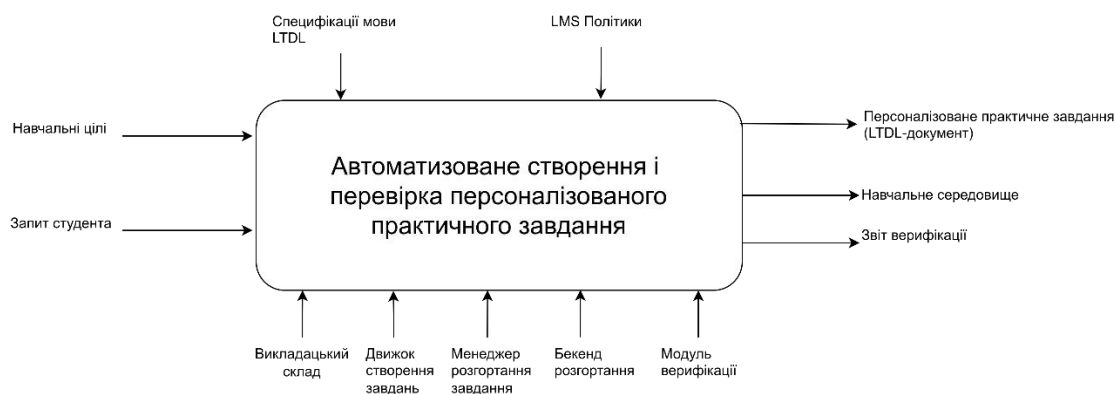 Специфікації мови
LTDL
LMS Політики
Навчальні цілі
Запит студента
Автоматизоване створення і
перевірка персоналізованого
практичного завдання
Персоналізоване практичне завдання
(LTDL-документ)
Навчальне середовище
Звіт верифікації
Викладацький
склад
Движок
створення
завдань
Менеджер
розгортання
завдання
Бекенд
розгортання
Модуль
верифікації